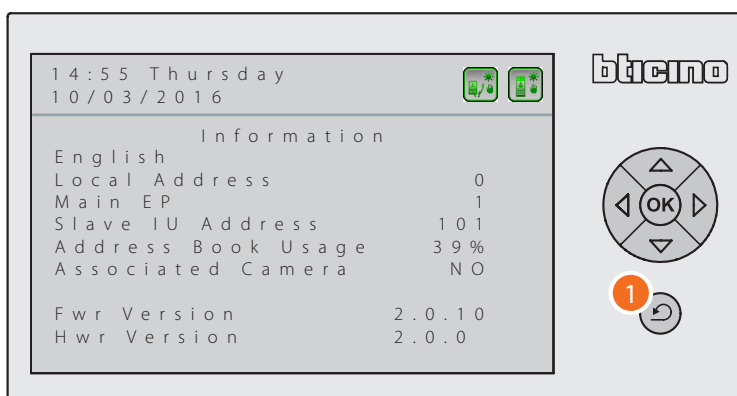 14:55 Thursday
10/03/2016
bticino
Information
English
Local Address 0
Main EP 1
Slave IU Address 101
Address Book Usage 39%
Associated Camera NO
Fwr Version 2.0.10
Hwr Version 2.0.0
OK
1